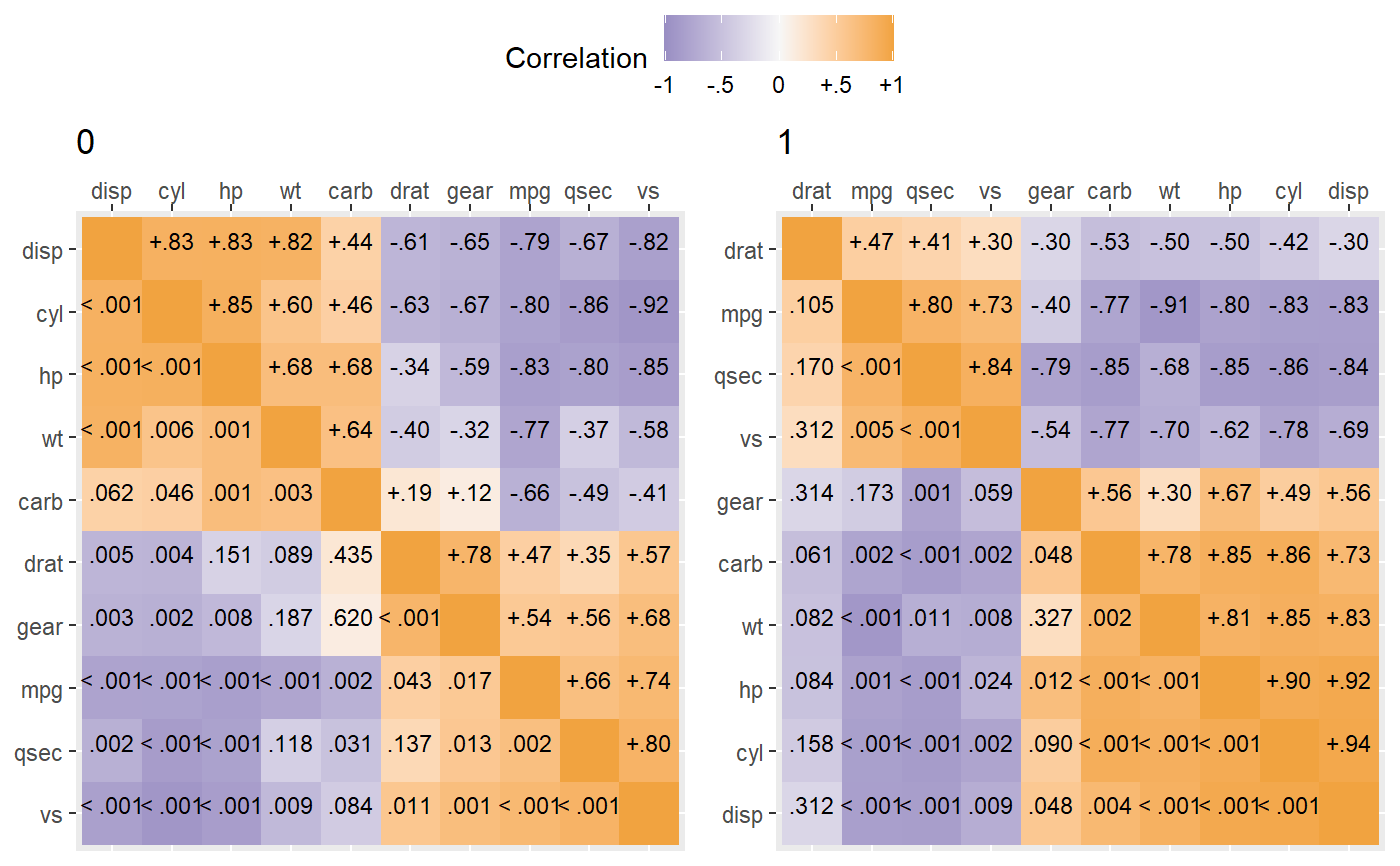 Correlation
-1 -.5 0 +.5 +1
0
disp cyl hp wt carb drat gear mpg qsec vs
disp +.83 +.83 +.82 +.44 -.61 -.65 -.79 -.67 -.82
cyl < .001 +.85 +.60 +.46 -.63 -.67 -.80 -.86 -.92
hp < .001 < .001 +.68 +.68 -.34 -.59 -.83 -.80 -.85
wt < .001 .006 .001 +.64 -.40 -.32 -.77 -.37 -.58
carb .062 .046 .001 .003 +.19 +.12 -.66 -.49 -.41
drat .005 .004 .151 .089 .435 +.78 +.47 +.35 +.57
gear .003 .002 .008 .187 .620 < .001 +.54 +.56 +.68
mpg < .001 < .001 < .001 < .001 .002 .043 .017 +.66 +.74
qsec .002 < .001 < .001 .118 .031 .137 .013 .002 +.80
vs < .001 < .001 < .001 .009 .084 .011 .001 < .001 < .001
1
drat mpg qsec vs gear carb wt hp cyl disp
drat +.47 +.41 +.30 -.30 -.53 -.50 -.50 -.42 -.30
mpg .105 +.80 +.73 -.40 -.77 -.91 -.80 -.83 -.83
qsec .170 < .001 +.84 -.79 -.85 -.68 -.85 -.86 -.84
vs .312 .005 < .001 -.54 -.77 -.70 -.62 -.78 -.69
gear .314 .173 .001 .059 +.56 +.30 +.67 +.49 +.56
carb .061 .002 < .001 .002 .048 +.78 +.85 +.86 +.73
wt .082 < .001 .011 .008 .327 .002 +.81 +.85 +.83
hp .084 .001 < .001 .024 .012 < .001 < .001 +.90 +.92
cyl .158 < .001 < .001 .002 .090 < .001 < .001 < .001 +.94
disp .312 < .001 < .001 .009 .048 .004 < .001 < .001 < .001